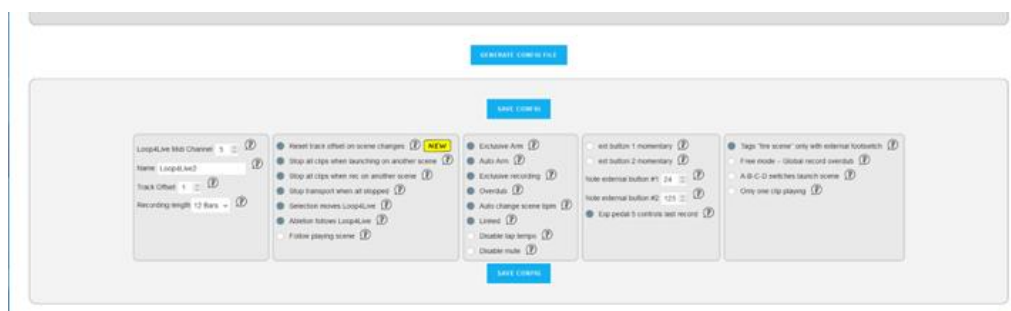 GENERATE CONFIG FILE
SAVE CONFIG
Loop4Live Midi Channel 5
Name Loop4Live3
Track Offset 1
Recording length 12 Bars
Reset track offset on scene changes NEW
Stop all clips when launching on another scene
Stop all clips when rec on another scene
Stop transport when all stopped
Selection moves Loop4Live
Ableton follows Loop4Live
Follow playing scene
Exclusive Arm
Auto Arm
Exclusive recording
Overdub
Auto change scene bpm
Linked
Disable tap tempo
Disable mute
ext button 1 momentary
ext button 2 momentary
Note external button #1 24
Note external button #2 125
Exp pedal 5 controls last record
Tags "fire scene" only with external footswitch
Free mode - Global record overdub
A-B-C-D switches launch scene
Only one clip playing
SAVE CONFIG